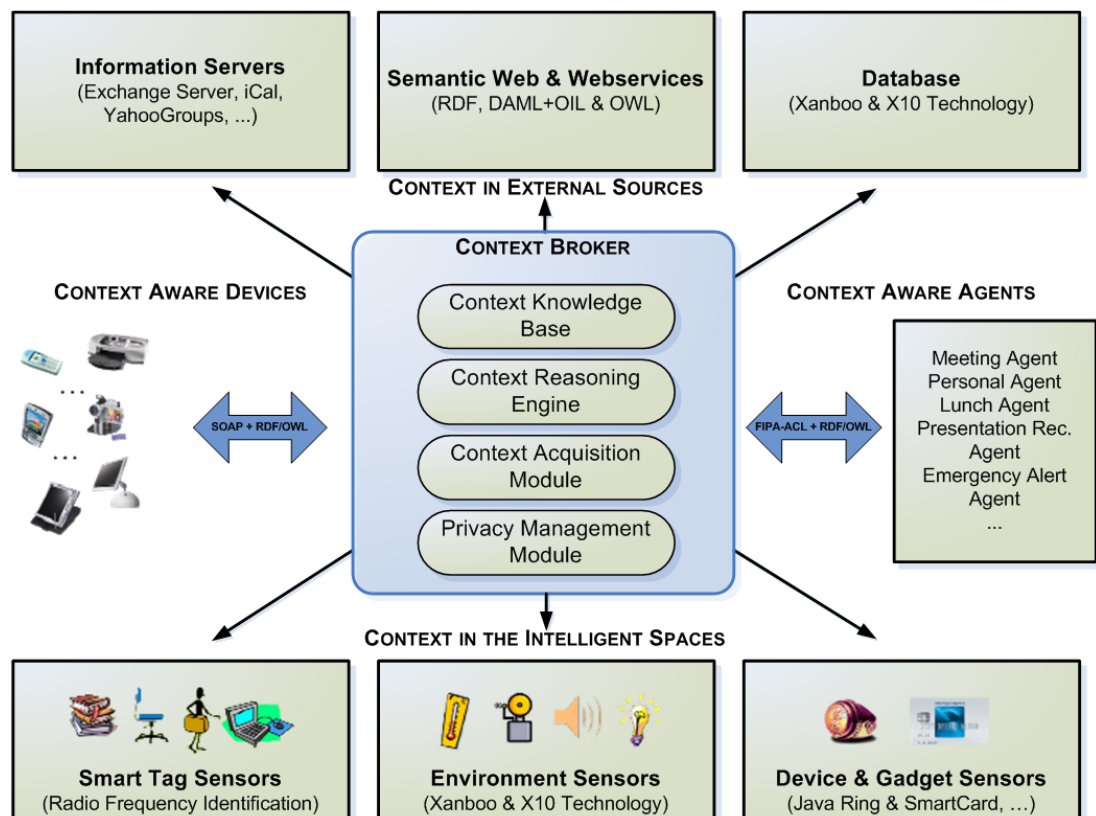 Information Servers
(Exchange Server, iCal,
YahooGroups, ...)
Semantic Web & Webservices
(RDF, DAML+OIL & OWL)
Database
(Xanboo & X10 Technology)
CONTEXT IN EXTERNAL SOURCES
CONTEXT BROKER
Context Knowledge
Base
Context Reasoning
Engine
Context Acquisition
Module
Privacy Management
Module
CONTEXT AWARE DEVICES
...
...
SOAP + RDF/OWL
CONTEXT AWARE AGENTS
FIPA-ACL + RDF/OWL
Meeting Agent
Personal Agent
Lunch Agent
Presentation Rec.
Agent
Emergency Alert
Agent
...
CONTEXT IN THE INTELLIGENT SPACES
Smart Tag Sensors
(Radio Frequency Identification)
Environment Sensors
(Xanboo & X10 Technology)
Device & Gadget Sensors
(Java Ring & SmartCard, ...)